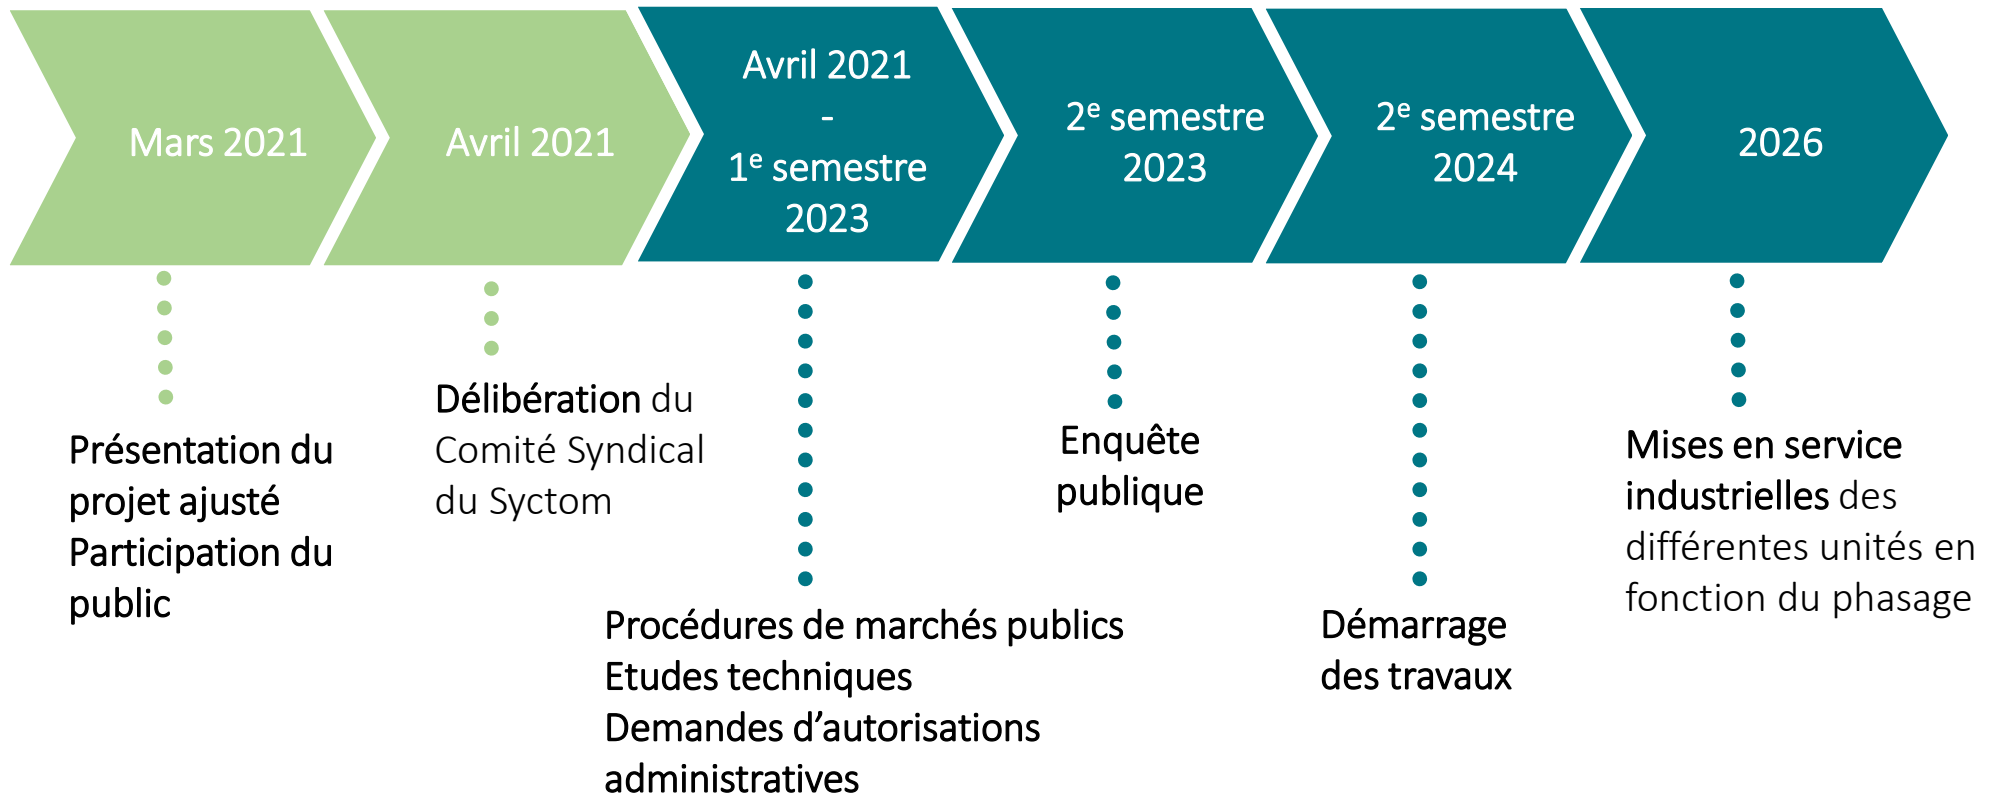 Mars 2021
Avril 2021
Avril 2021
-
1e semestre
2023
2e semestre
2023
2e semestre
2024
2026
Présentation du
projet ajusté
Participation du
public
Délibération du
Comité Syndical
du Syctom
Procédures de marchés publics
Etudes techniques
Demandes d’autorisations
administratives
Enquête
publique
Démarrage
des travaux
Mises en service
industrielles des
différentes unités en
fonction du phasage